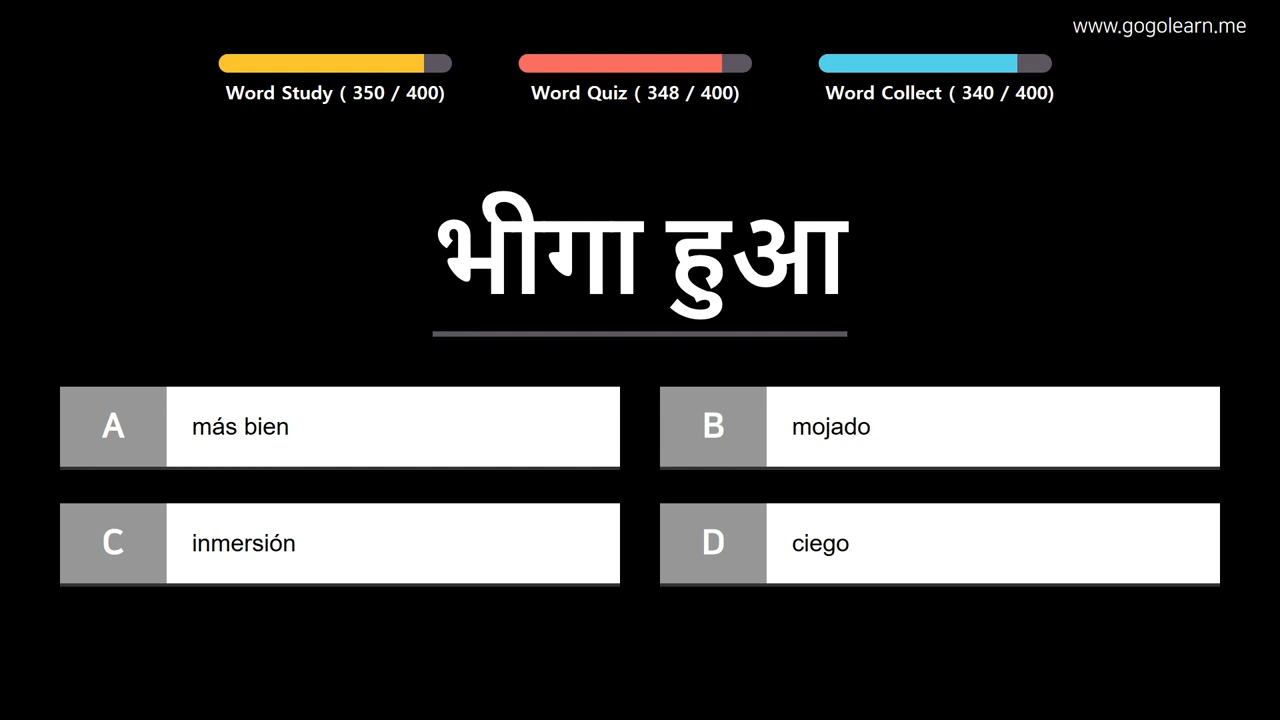 www.gogolearn.me
Word Study ( 350 / 400)
Word Quiz ( 348 / 400)
Word Collect ( 340 / 400)
भीगा हुआ
A
más bien
B
mojado
C
inmersión
D
ciego